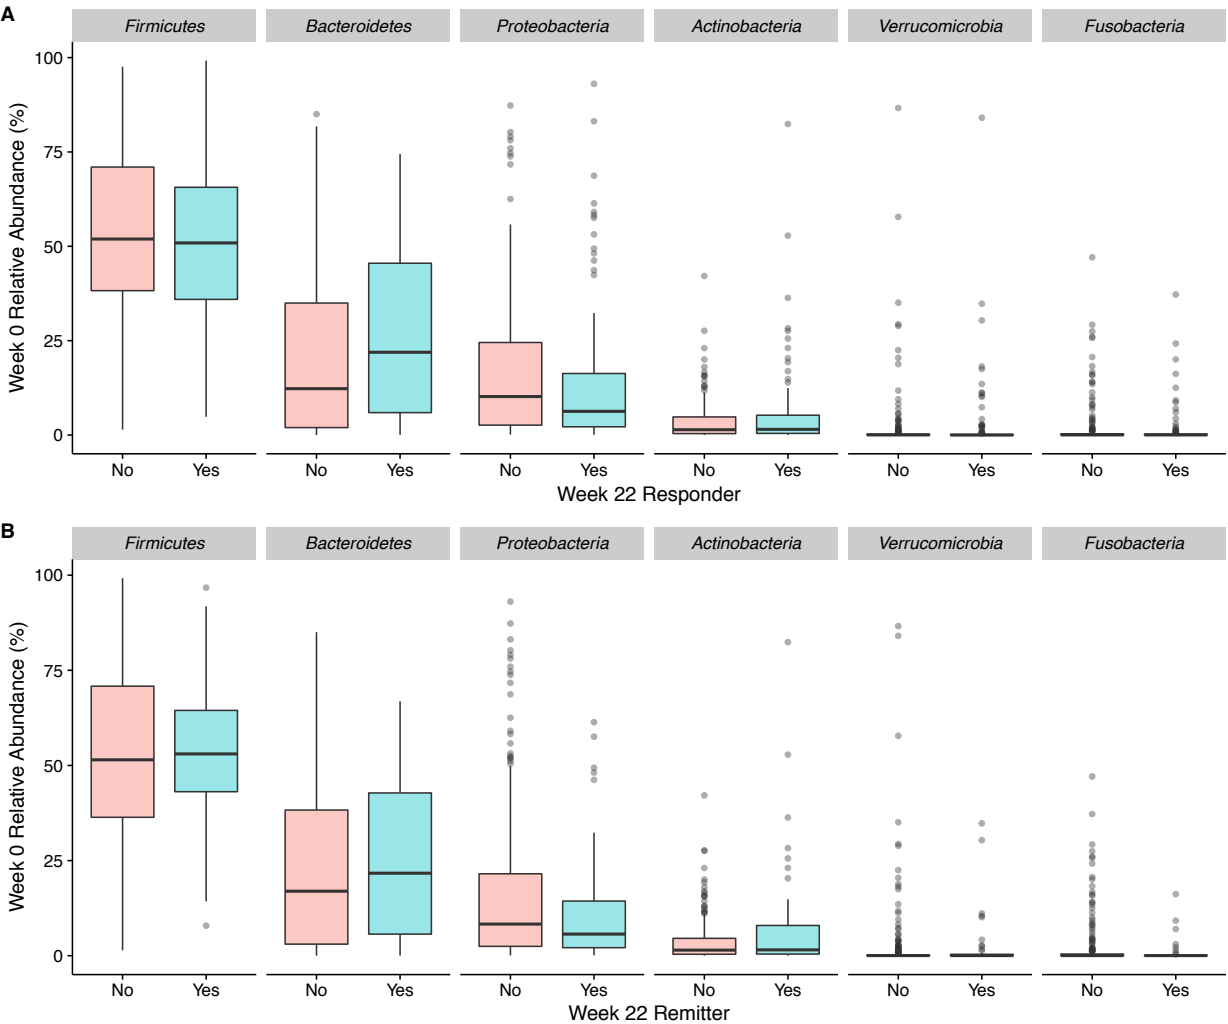 A
Firmicutes Bacteroidetes Proteobacteria Actinobacteria Verrucomicrobia Fusobacteria
Week 0 Relative Abundance (%)
100
75
50
25
0
No Yes No Yes No Yes No Yes No Yes No Yes
Week 22 Responder
B
Firmicutes Bacteroidetes Proteobacteria Actinobacteria Verrucomicrobia Fusobacteria
Week 0 Relative Abundance (%)
100
75
50
25
0
No Yes No Yes No Yes No Yes No Yes No Yes
Week 22 Remitter